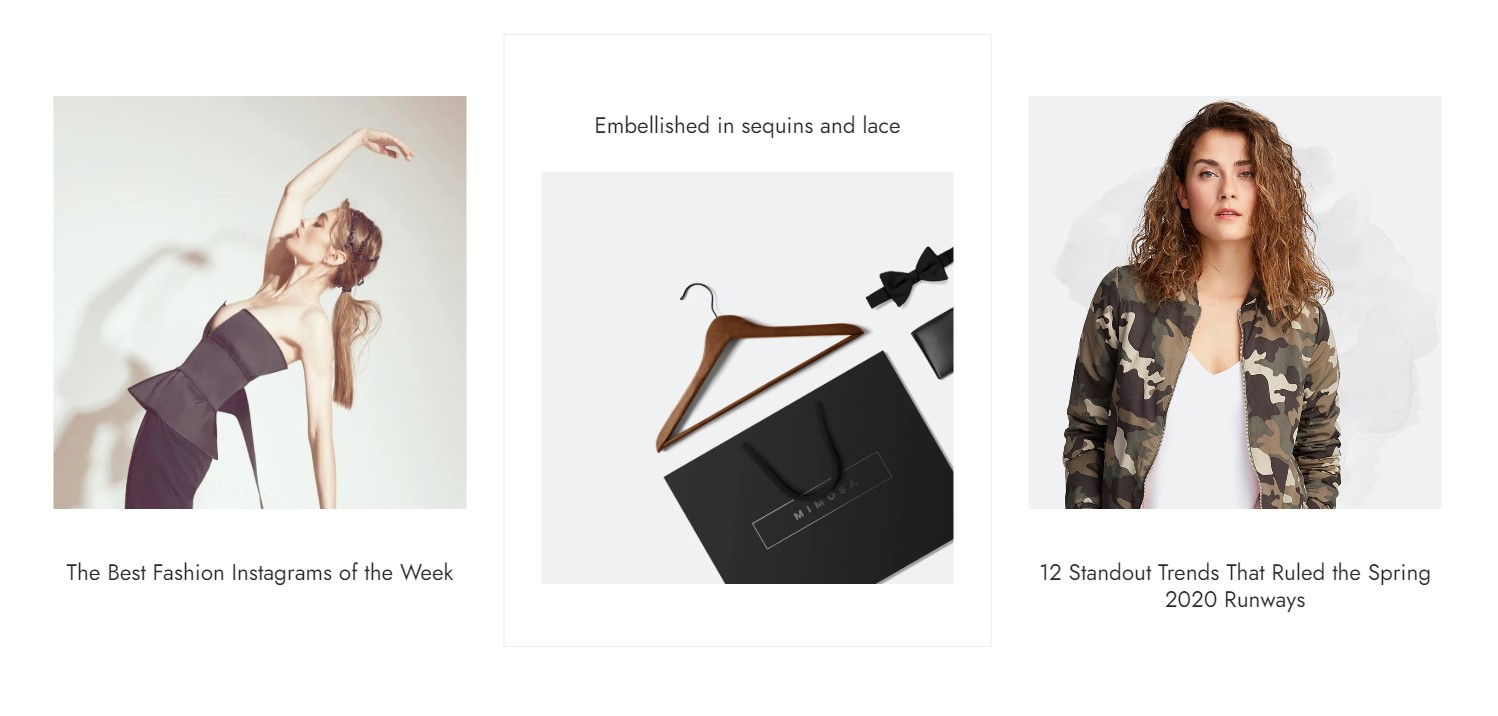 The Best Fashion Instagrams of the Week
Embellished in sequins and lace
MIMOSA
12 Standout Trends That Ruled the Spring
2020 Runways